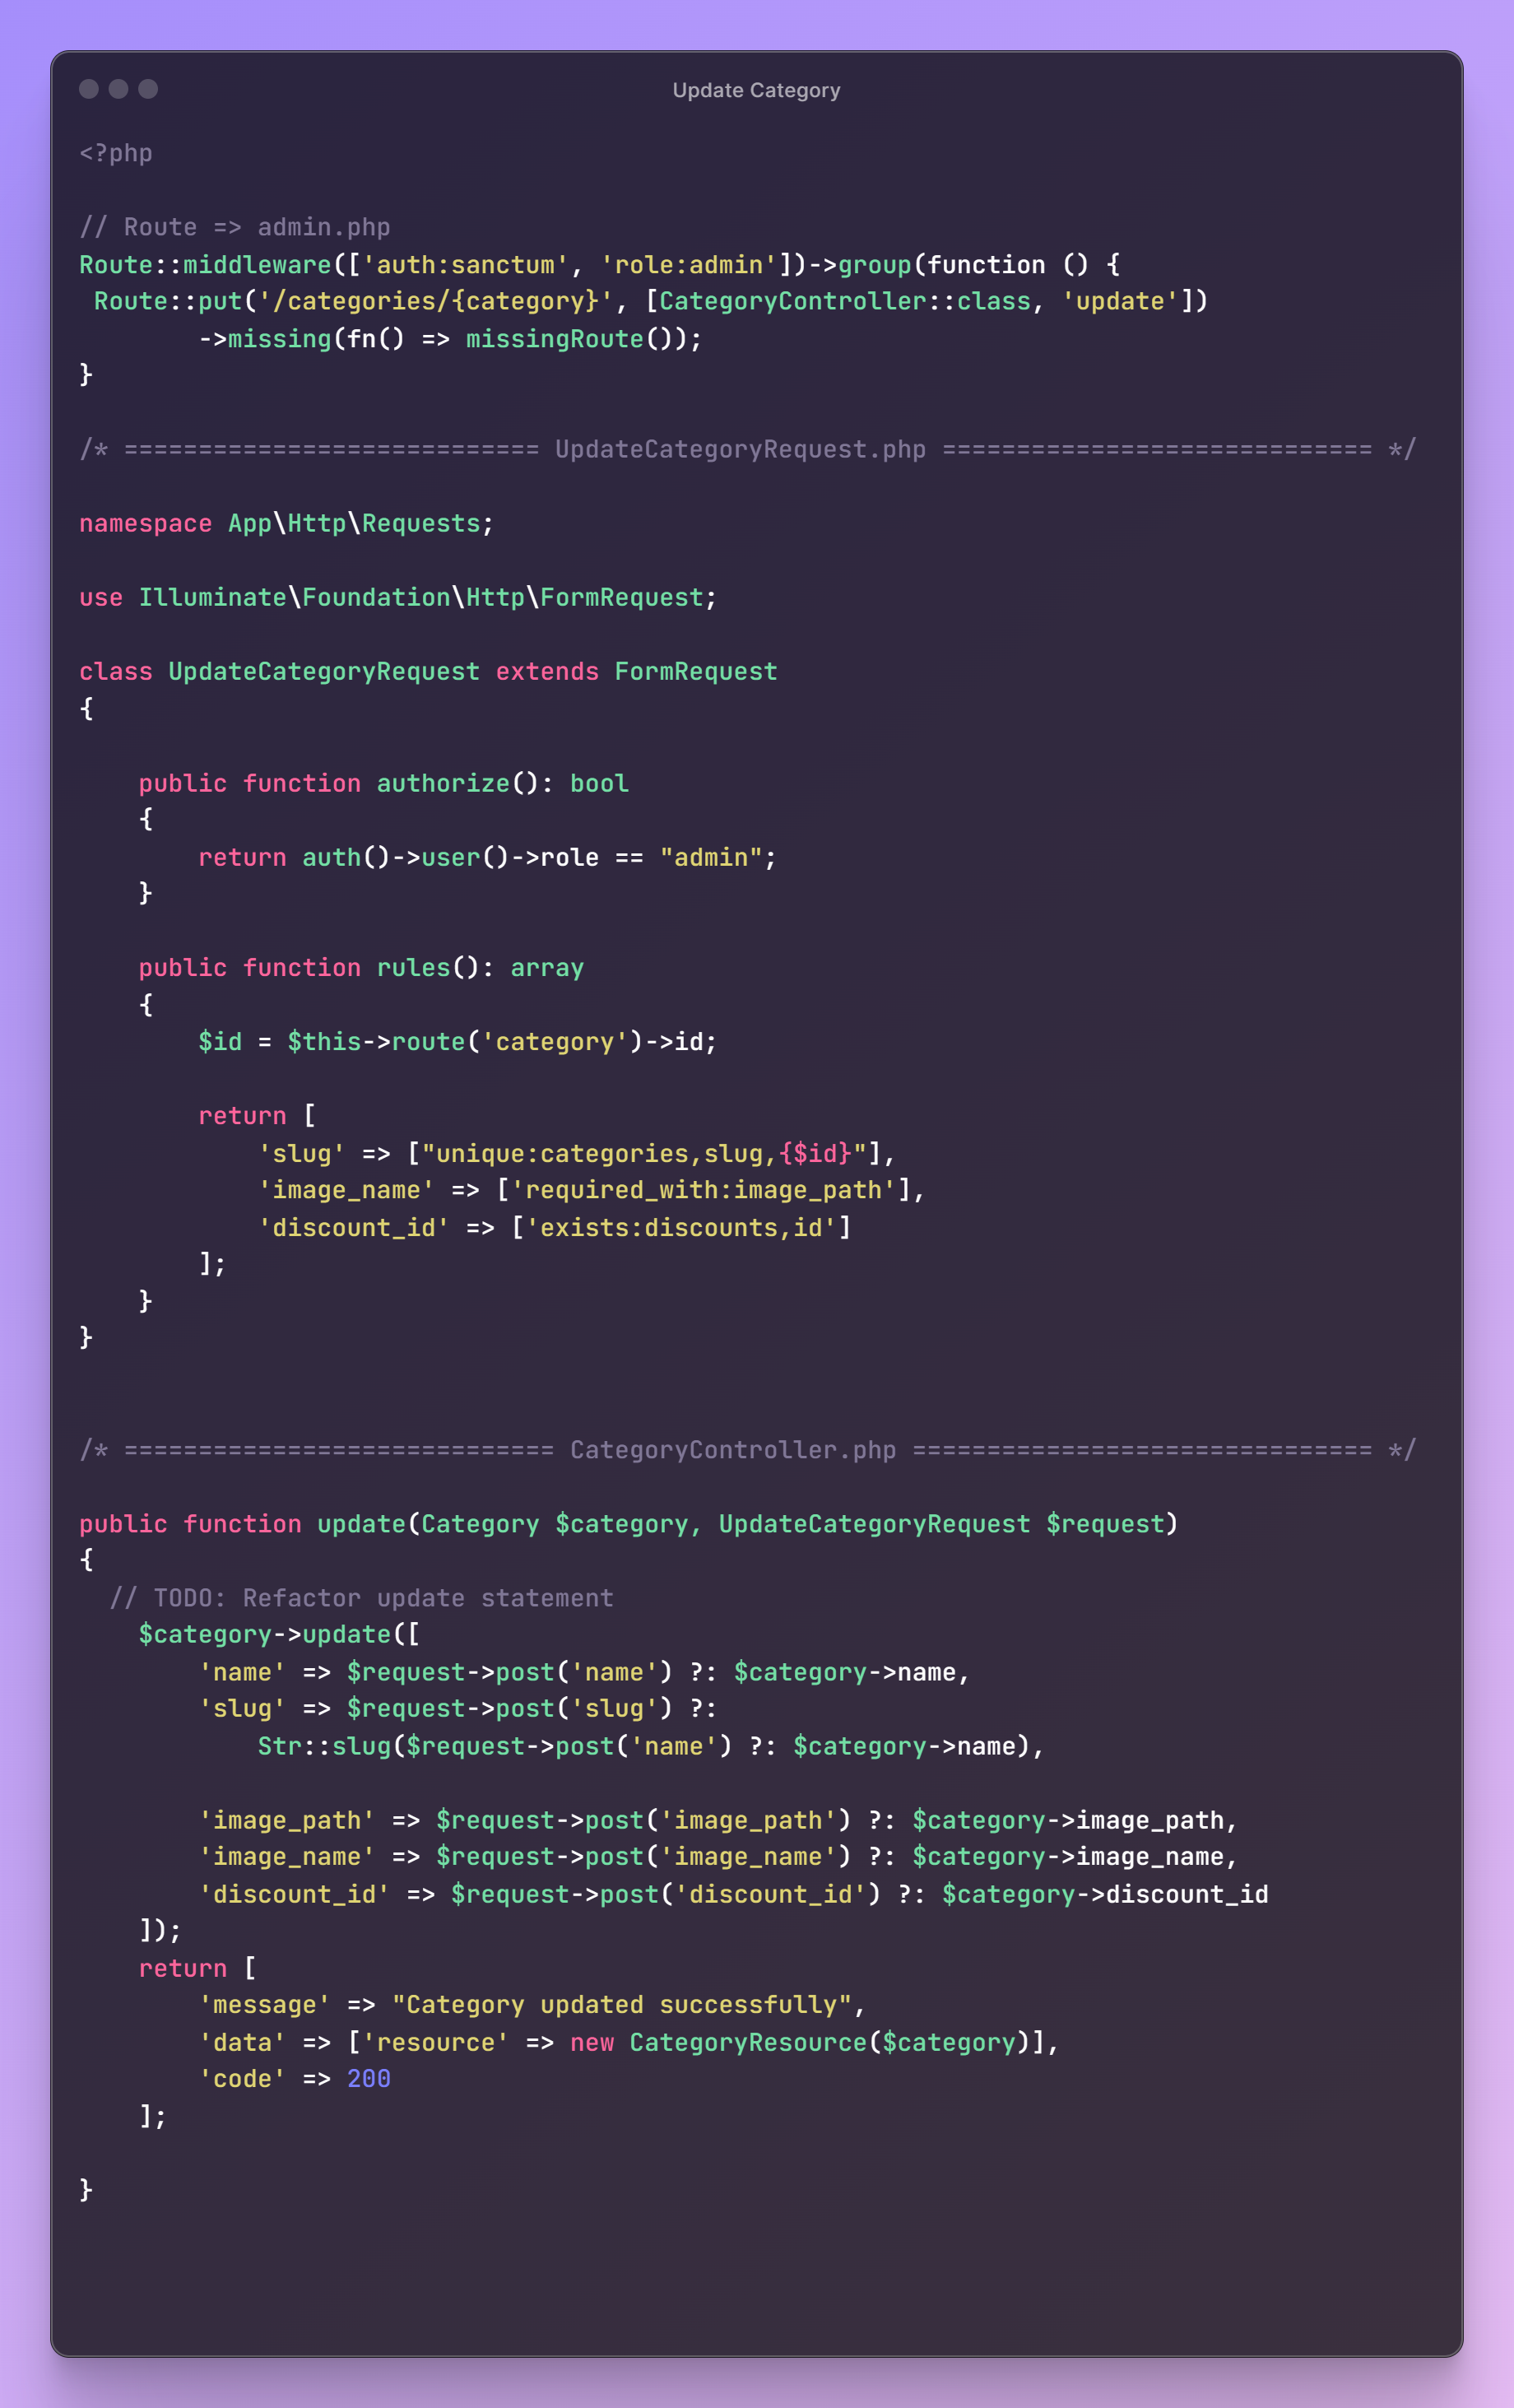 Update Category
<?php
// Route => admin.php
Route::middleware(['auth:sanctum', 'role:admin'])->group(function () {
 Route::put('/categories/{category}', [CategoryController::class, 'update'])
        ->missing(fn() => missingRoute());
}
/* ============================ UpdateCategoryRequest.php ============================= */
namespace App\Http\Requests;
use Illuminate\Foundation\Http\FormRequest;
class UpdateCategoryRequest extends FormRequest
{
    public function authorize(): bool
    {
        return auth()->user()->role == "admin";
    }
    public function rules(): array
    {
        $id = $this->route('category')->id;
        return [
            'slug' => ["unique:categories,slug,{$id}"],
            'image_name' => ['required_with:image_path'],
            'discount_id' => ['exists:discounts,id']
        ];
    }
}
/* ============================= CategoryController.php =============================== */
public function update(Category $category, UpdateCategoryRequest $request)
{
  // TODO: Refactor update statement
    $category->update([
        'name' => $request->post('name') ?: $category->name,
        'slug' => $request->post('slug') ?:
            Str::slug($request->post('name') ?: $category->name),
        'image_path' => $request->post('image_path') ?: $category->image_path,
        'image_name' => $request->post('image_name') ?: $category->image_name,
        'discount_id' => $request->post('discount_id') ?: $category->discount_id
    ]);
    return [
        'message' => "Category updated successfully",
        'data' => ['resource' => new CategoryResource($category)],
        'code' => 200
    ];
}